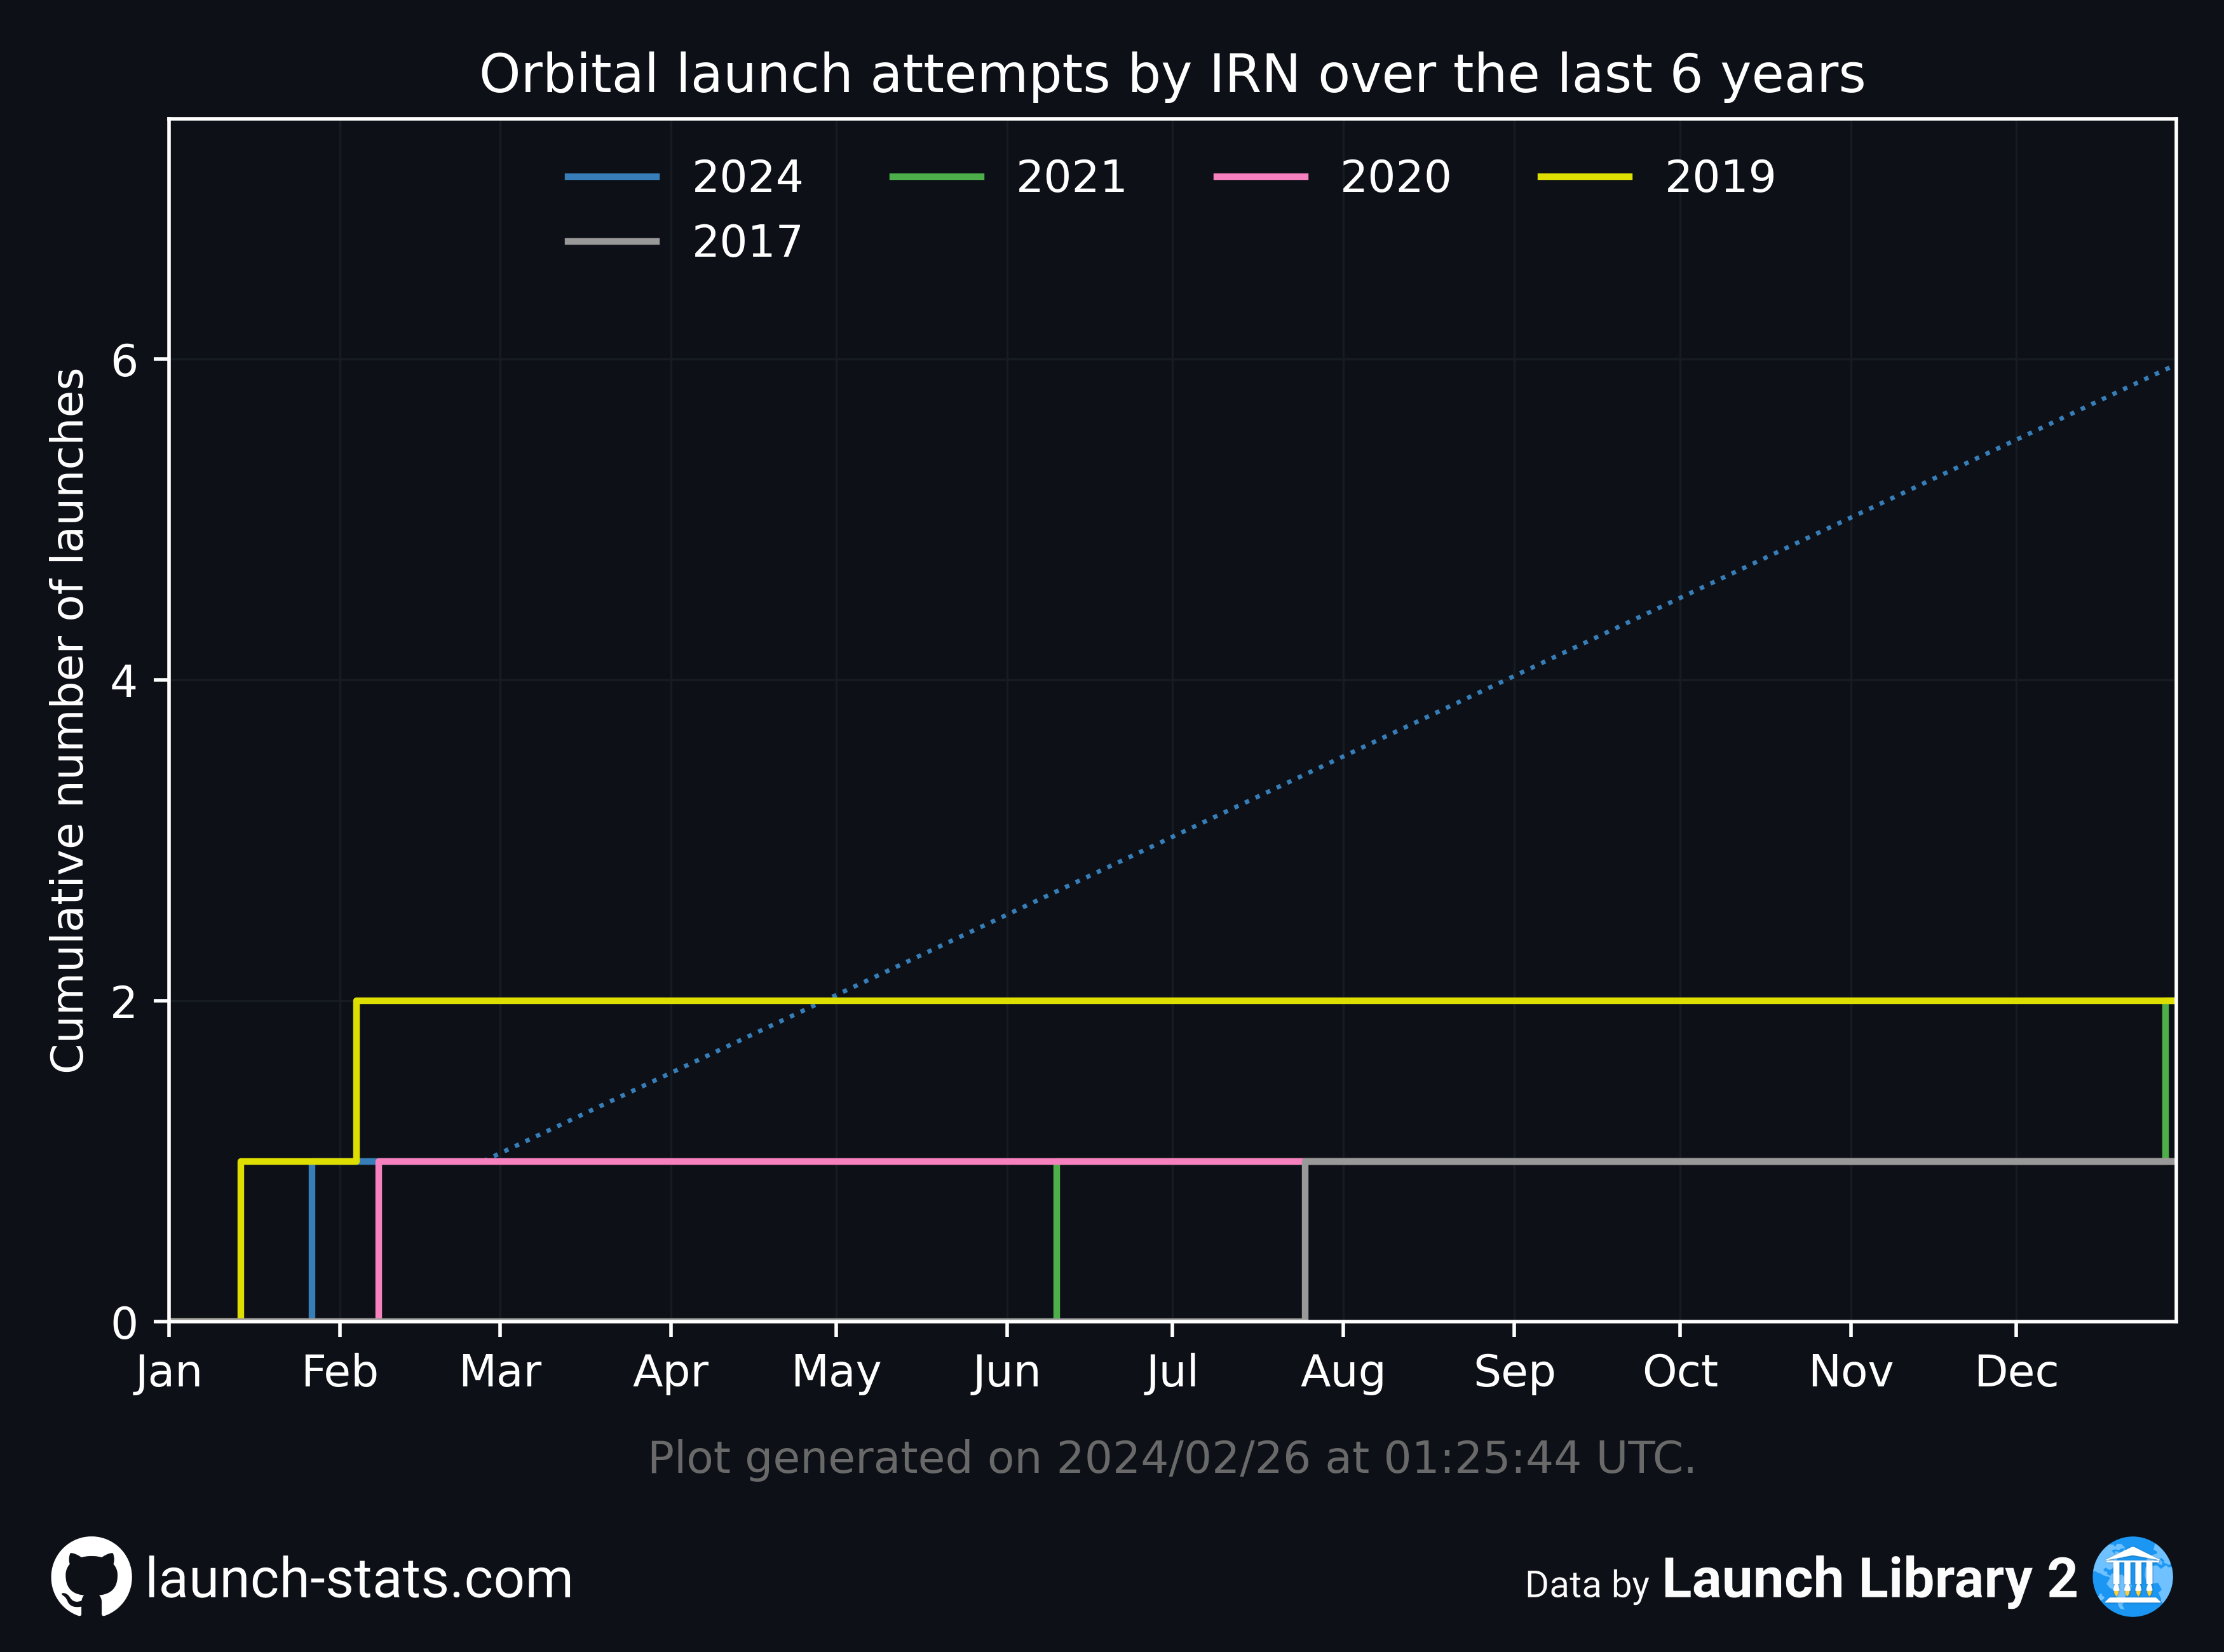 Orbital launch attempts by IRN over the last 6 years
2024 2021 2020 2019
2017
Cumulative number of launches
6
4
2
0
Jan Feb Mar Apr May Jun Jul Aug Sep Oct Nov Dec
Plot generated on 2024/02/26 at 01:25:44 UTC.
launch-stats.com
Data by Launch Library 2